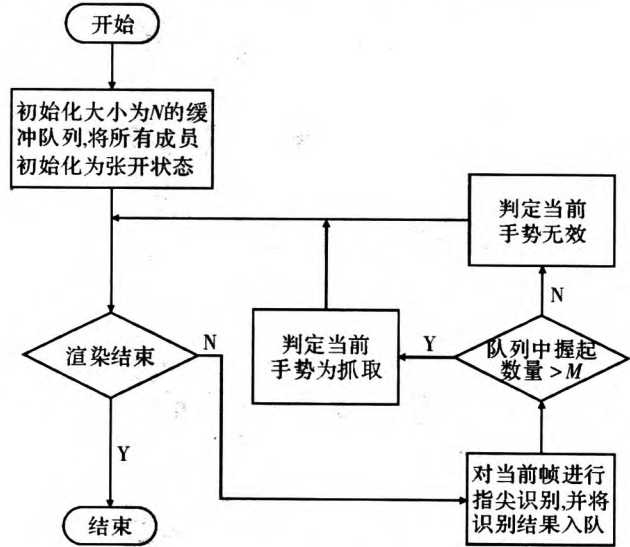 开始
初始化大小为N的缓
冲队列,将所有成员
初始化为张开状态
判定当前
手势无效
N
渲染结束
N
判定当前
手势为抓取
Y
队列中握起
数量>M
Y
对当前帧进行
指尖识别,并将
识别结果入队
结束